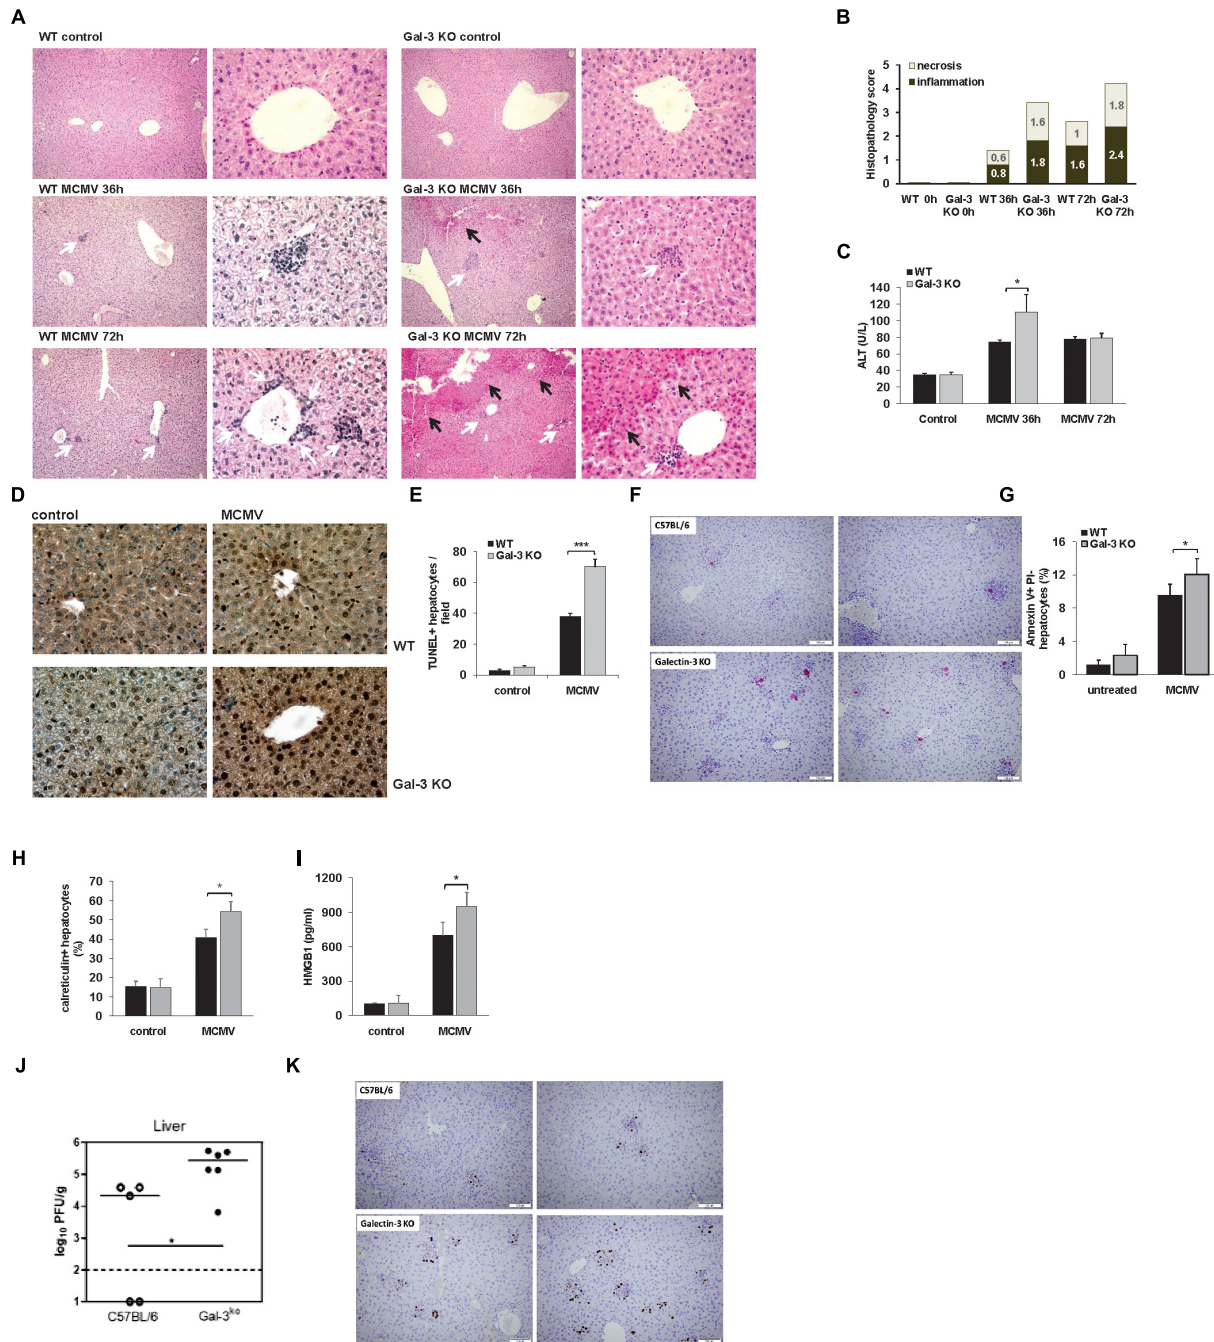 A
WT control
Gal-3 KO control
WT MCMV 36h
Gal-3 KO MCMV 36h
WT MCMV 72h
Gal-3 KO MCMV 72h
B
Histopathology score
5
4
3
2
1
0
necrosis
inflammation
0.6
0.8
1.6
1.8
1
1.6
1.8
2.4
WT 0h
Gal-3 KO 0h
WT 36h
Gal-3 KO 36h
WT 72h
Gal-3 KO 72h
C
WT
Gal-3 KO
ALT (U/L)
140
120
100
80
60
40
20
0
*
Control
MCMV 36h
MCMV 72h
D
control
MCMV
WT
Gal-3 KO
E
WT
Gal-3 KO
TUNEL+ hepatocytes / field
80
60
40
20
0
***
control
MCMV
F
C57BL/6
Galectin-3 KO
G
WT
Gal-3 KO
Annexin V+ PI- hepatocytes (%)
16
12
8
4
0
*
untreated
MCMV
H
calreticulin+ hepatocytes (%)
70
60
50
40
30
20
10
0
*
control
MCMV
I
HMGB1 (pg/ml)
1200
900
600
300
0
*
control
MCMV
J
Liver
log10 PFU/g
6
5
4
3
2
1
*
C57BL/6
Gal-3ko
K
C57BL/6
Galectin-3 KO